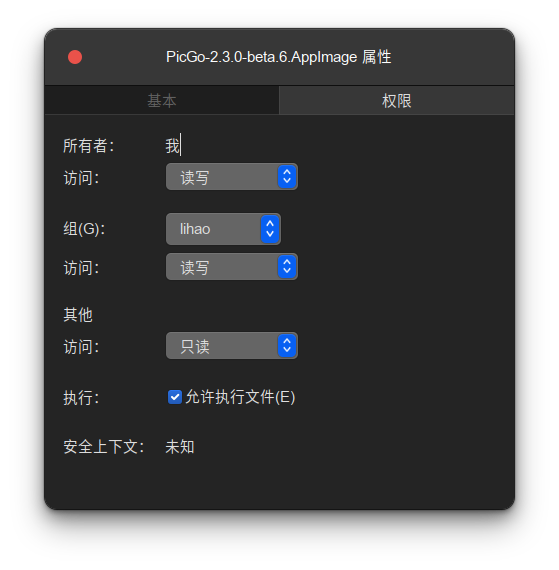 PicGo-2.3.0-beta.6.AppImage 属性
基本 权限
所有者： 我
访问： 读写
组(G)： lihao
访问： 读写
其他
访问： 只读
执行： 允许执行文件(E)
安全上下文： 未知